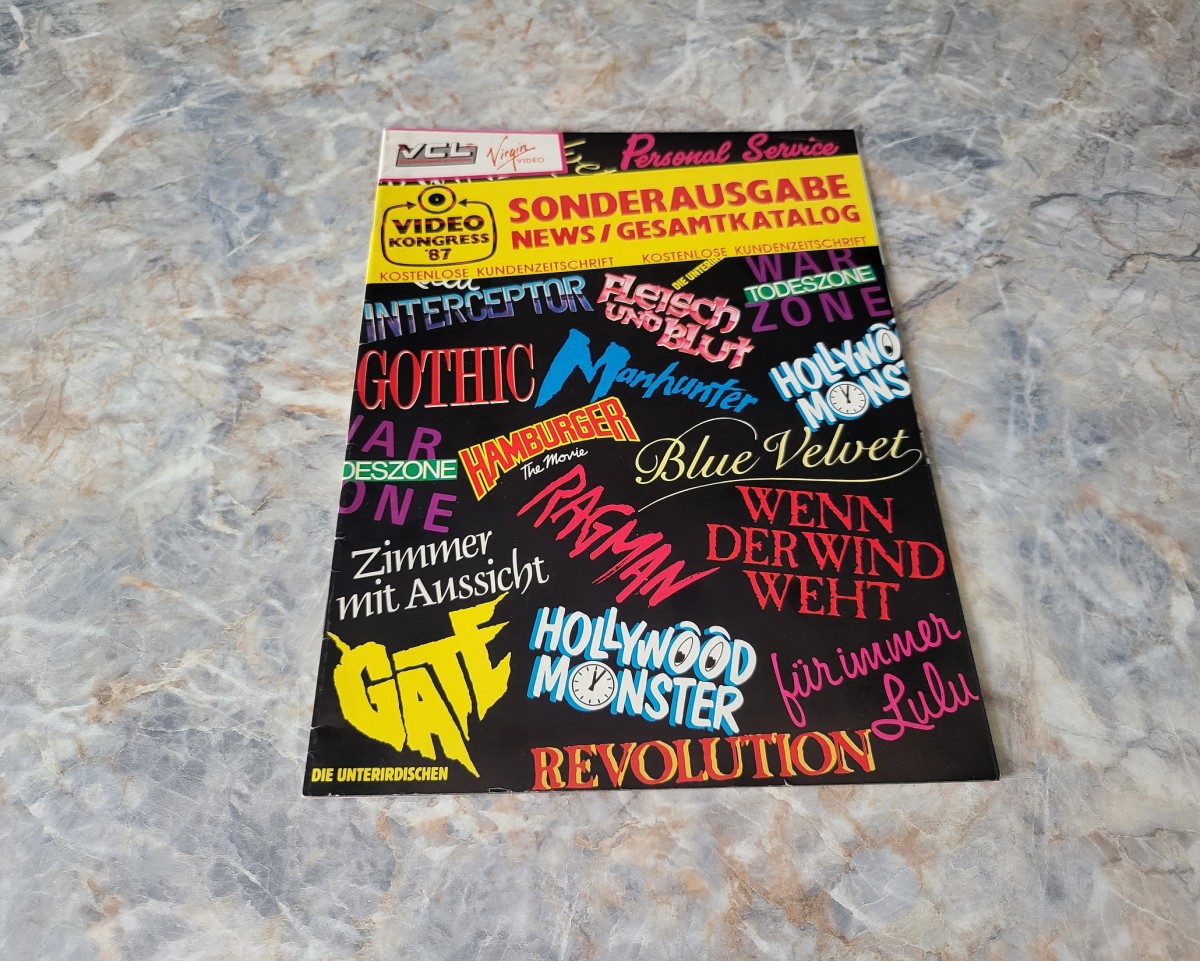 VCL Virgin VIDEO Personal Service
VIDEO KONGRESS '87
SONDERAUSGABE
NEWS / GESAMTKATALOG
KOSTENLOSE KUNDENZEITSCHRIFT KOSTENLOSE KUNDENZEITSCHRIFT
INTERCEPTOR
FLEISCH UND BLUT
DIE UNTERIR
WAR
TODESZONE
ZONE
GOTHIC
Manhunter
HOLLYWOO
MONST
WAR
DESZONE
ONE
HAMBURGER
The Movie
Blue Velvet
RAGMAN
WENN
DER WIND
WEHT
Zimmer
mit Aussicht
GATE
DIE UNTERIRDISCHEN
HOLLYWOOD
MONSTER
für immer
Lulu
REVOLUTION